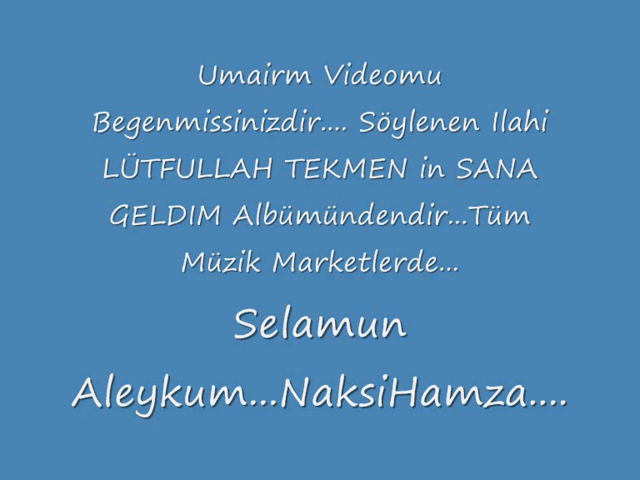 Umairm Videomu
Begenmissinizdir.... Söylenen Ilahi
LÜTFULLAH TEKMEN in SANA
GELDIM Albümündendir...Tüm
Müzik Marketlerde...
Selamun
Aleykum...NaksiHamza....